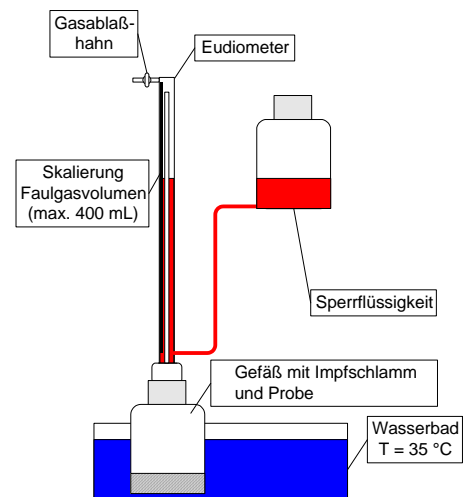 Gasablaß-
hahn
Eudiometer
Skalierung
Faulgasvolumen
(max. 400 mL)
Sperrflüssigkeit
Gefäß mit Impfschlamm
und Probe
Wasserbad
T = 35 °C